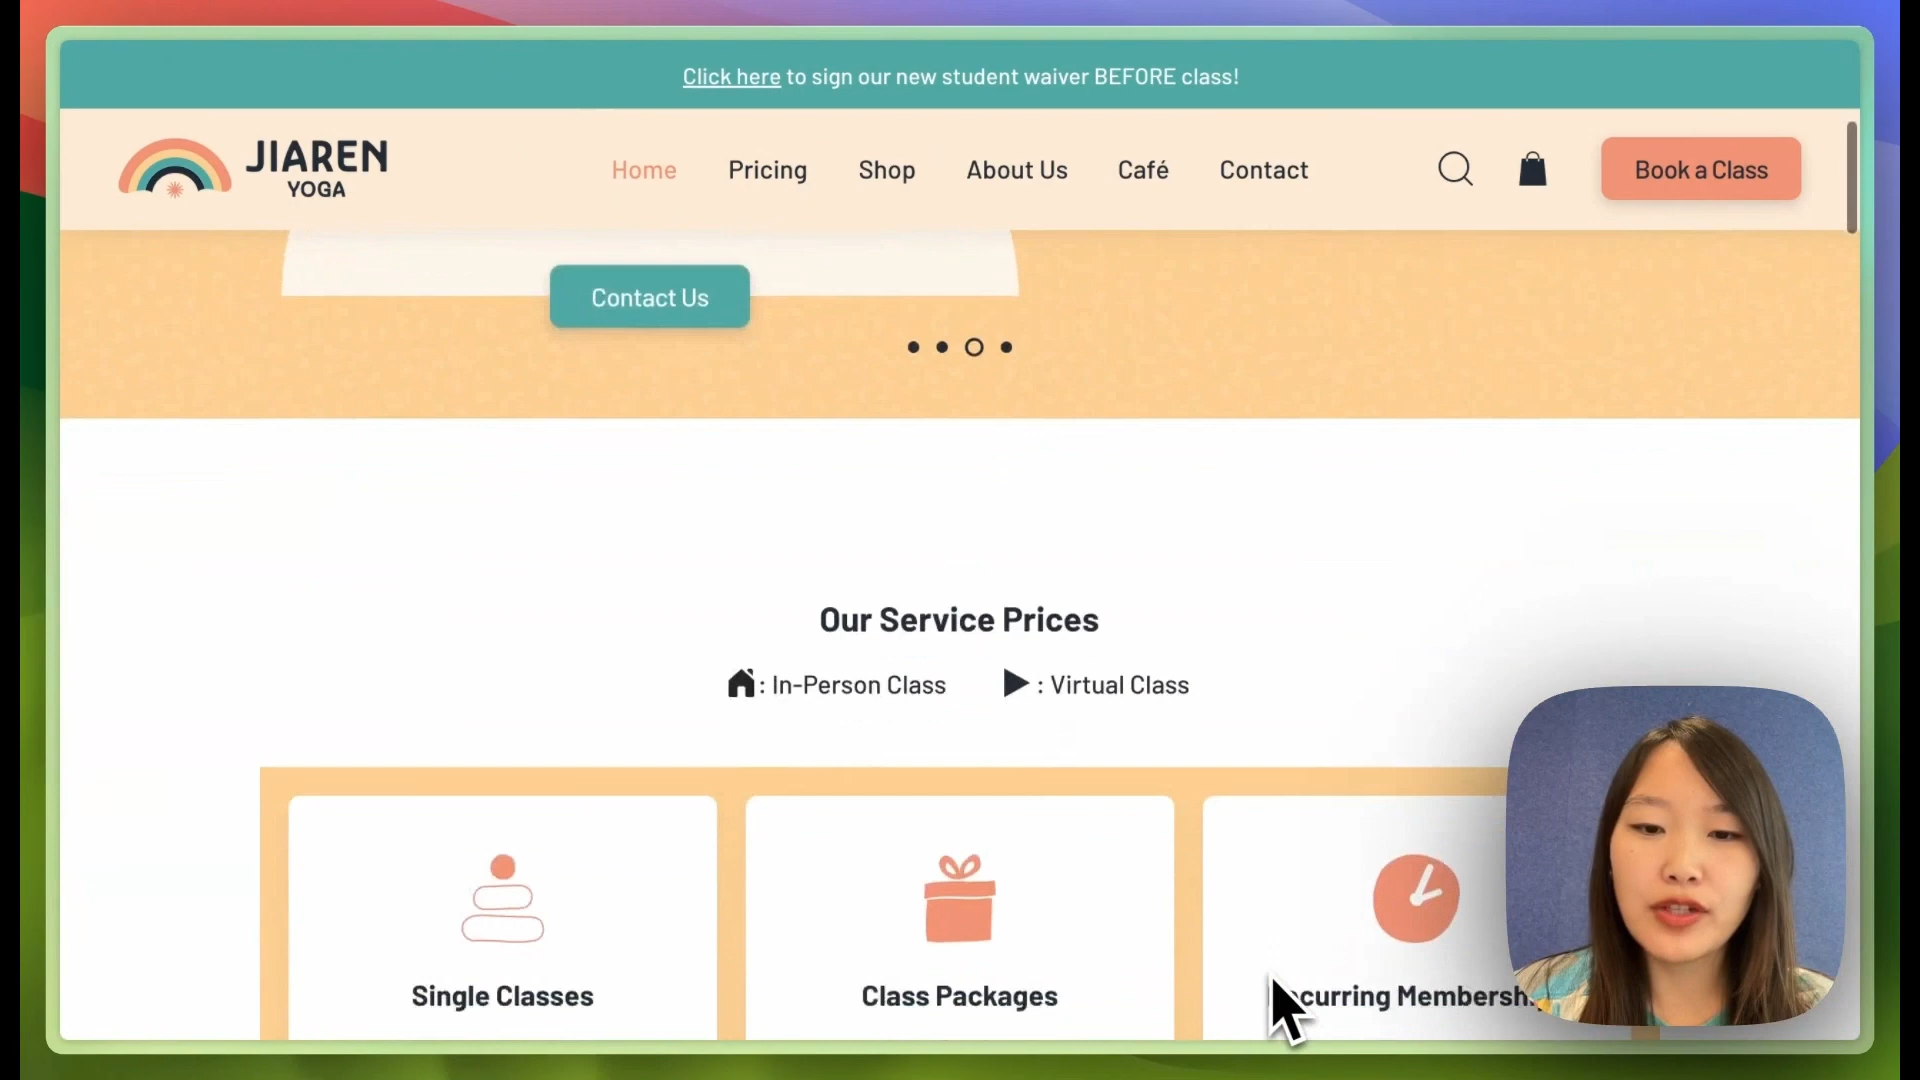 Click here to sign our new student waiver BEFORE class!
JIAREN
YOGA
Home
Pricing
Shop
About Us
Café
Contact
Book a Class
Contact Us
Our Service Prices
: In-Person Class
: Virtual Class
Single Classes
Class Packages